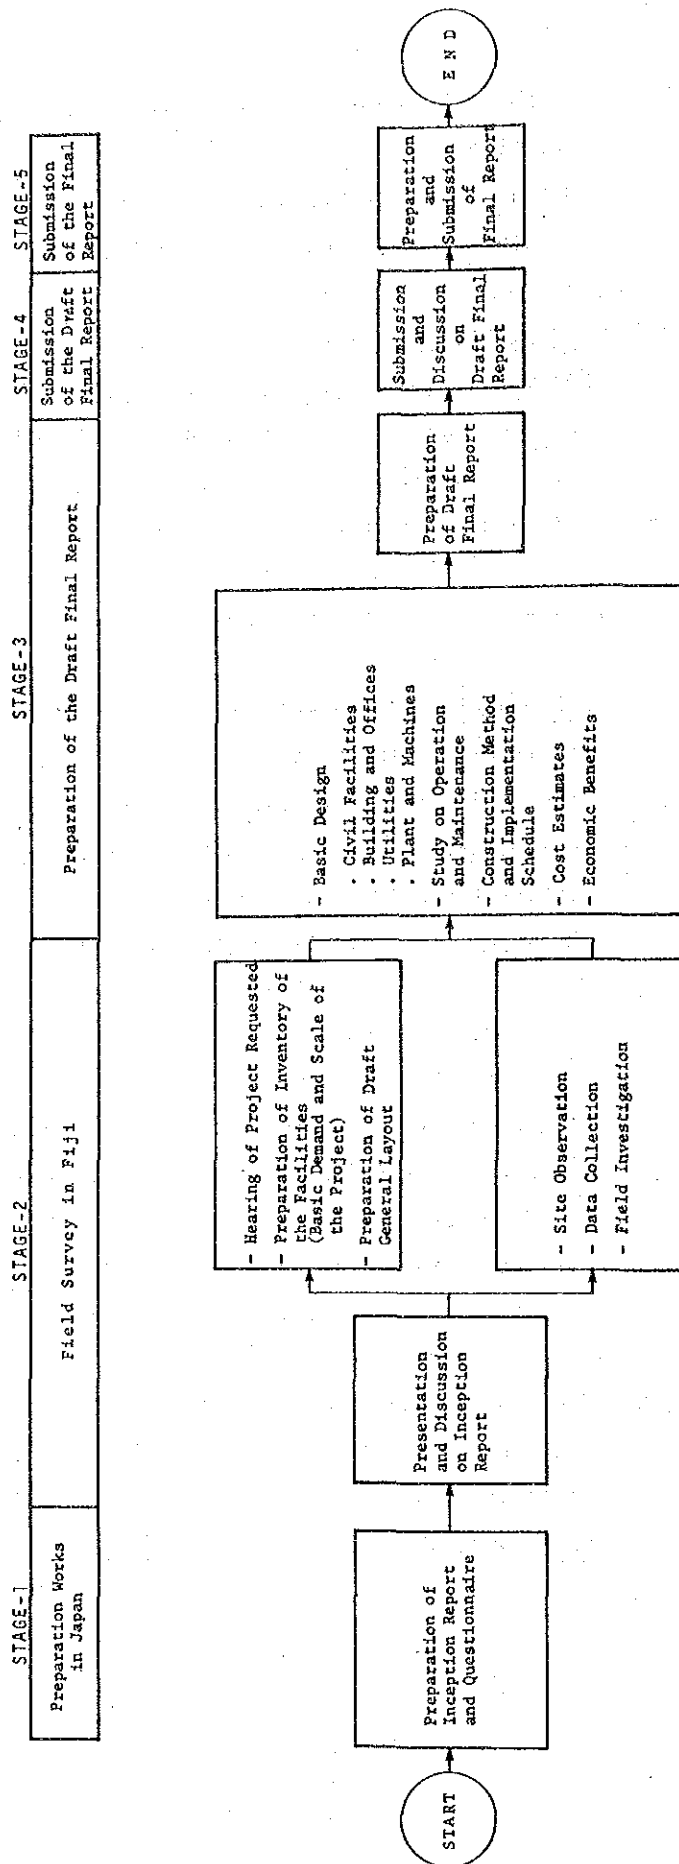 STAGE-1
Preparation Works
in Japan
STAGE-2
Field Survey in Fiji
STAGE-3
Preparation of the Draft Final Report
STAGE-4
Submission
of the Draft
Final Report
STAGE-5
Submission
of the Final
Report
START
Preparation of
Inception Report
and Questionnaire
Presentation
and Discussion
on Inception
Report
- Hearing of Project Requested
- Preparation of Inventory of
the Facilities
(Basic Demand and Scale of
the Project)
- Preparation of Draft
General Layout
- Site Observation
- Data Collection
- Field Investigation
- Basic Design
. Civil Facilities
. Building and Offices
. Utilities
. Plant and Machines
- Study on Operation
and Maintenance
- Construction Method
and Implementation
Schedule
- Cost Estimates
- Economic Benefits
Preparation
of Draft
Final Report
Submission
and
Discussion
on
Draft Final
Report
Preparation
and
Submission
of
Final Report
END